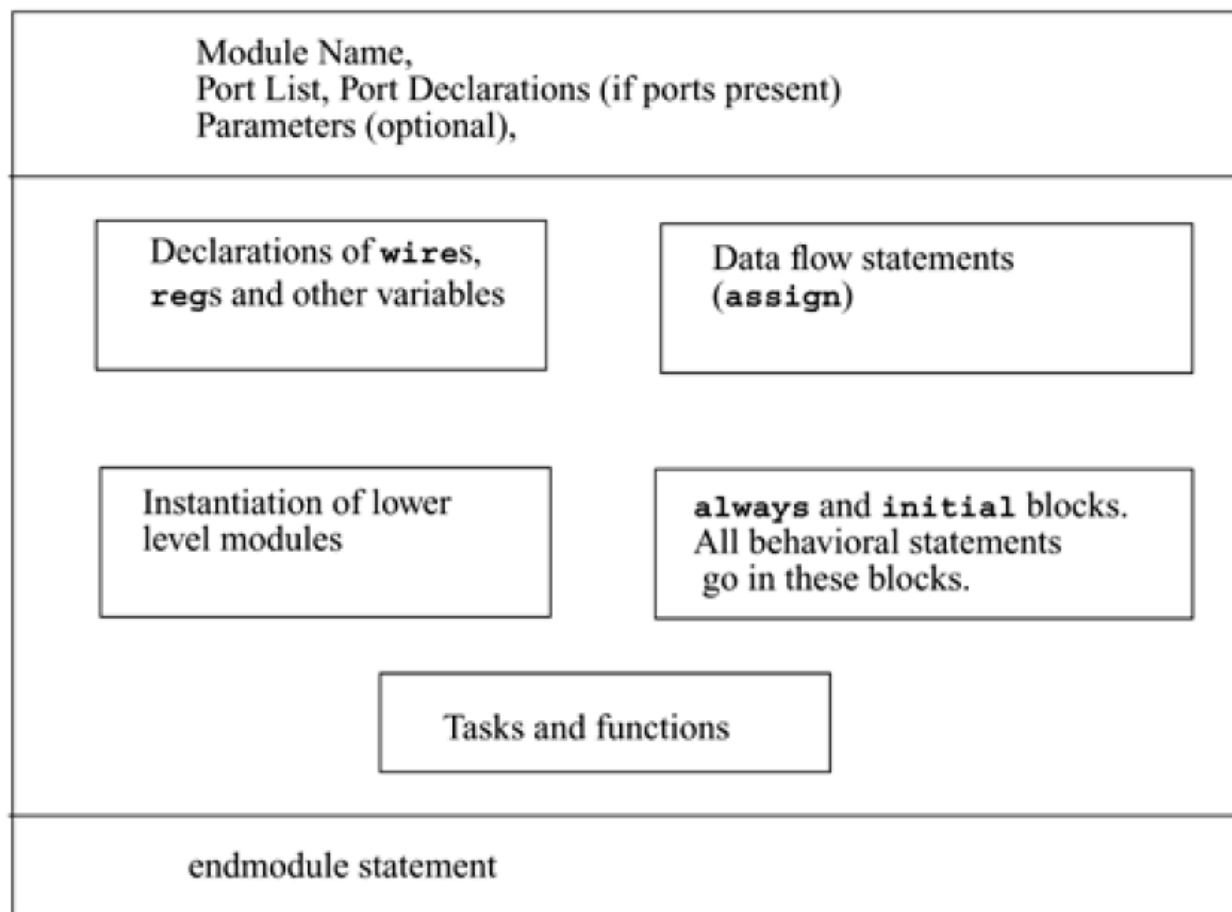 Module Name,
Port List, Port Declarations (if ports present)
Parameters (optional),
Declarations of wires,
regs and other variables
Data flow statements
(assign)
Instantiation of lower
level modules
always and initial blocks.
All behavioral statements
go in these blocks.
Tasks and functions
endmodule statement